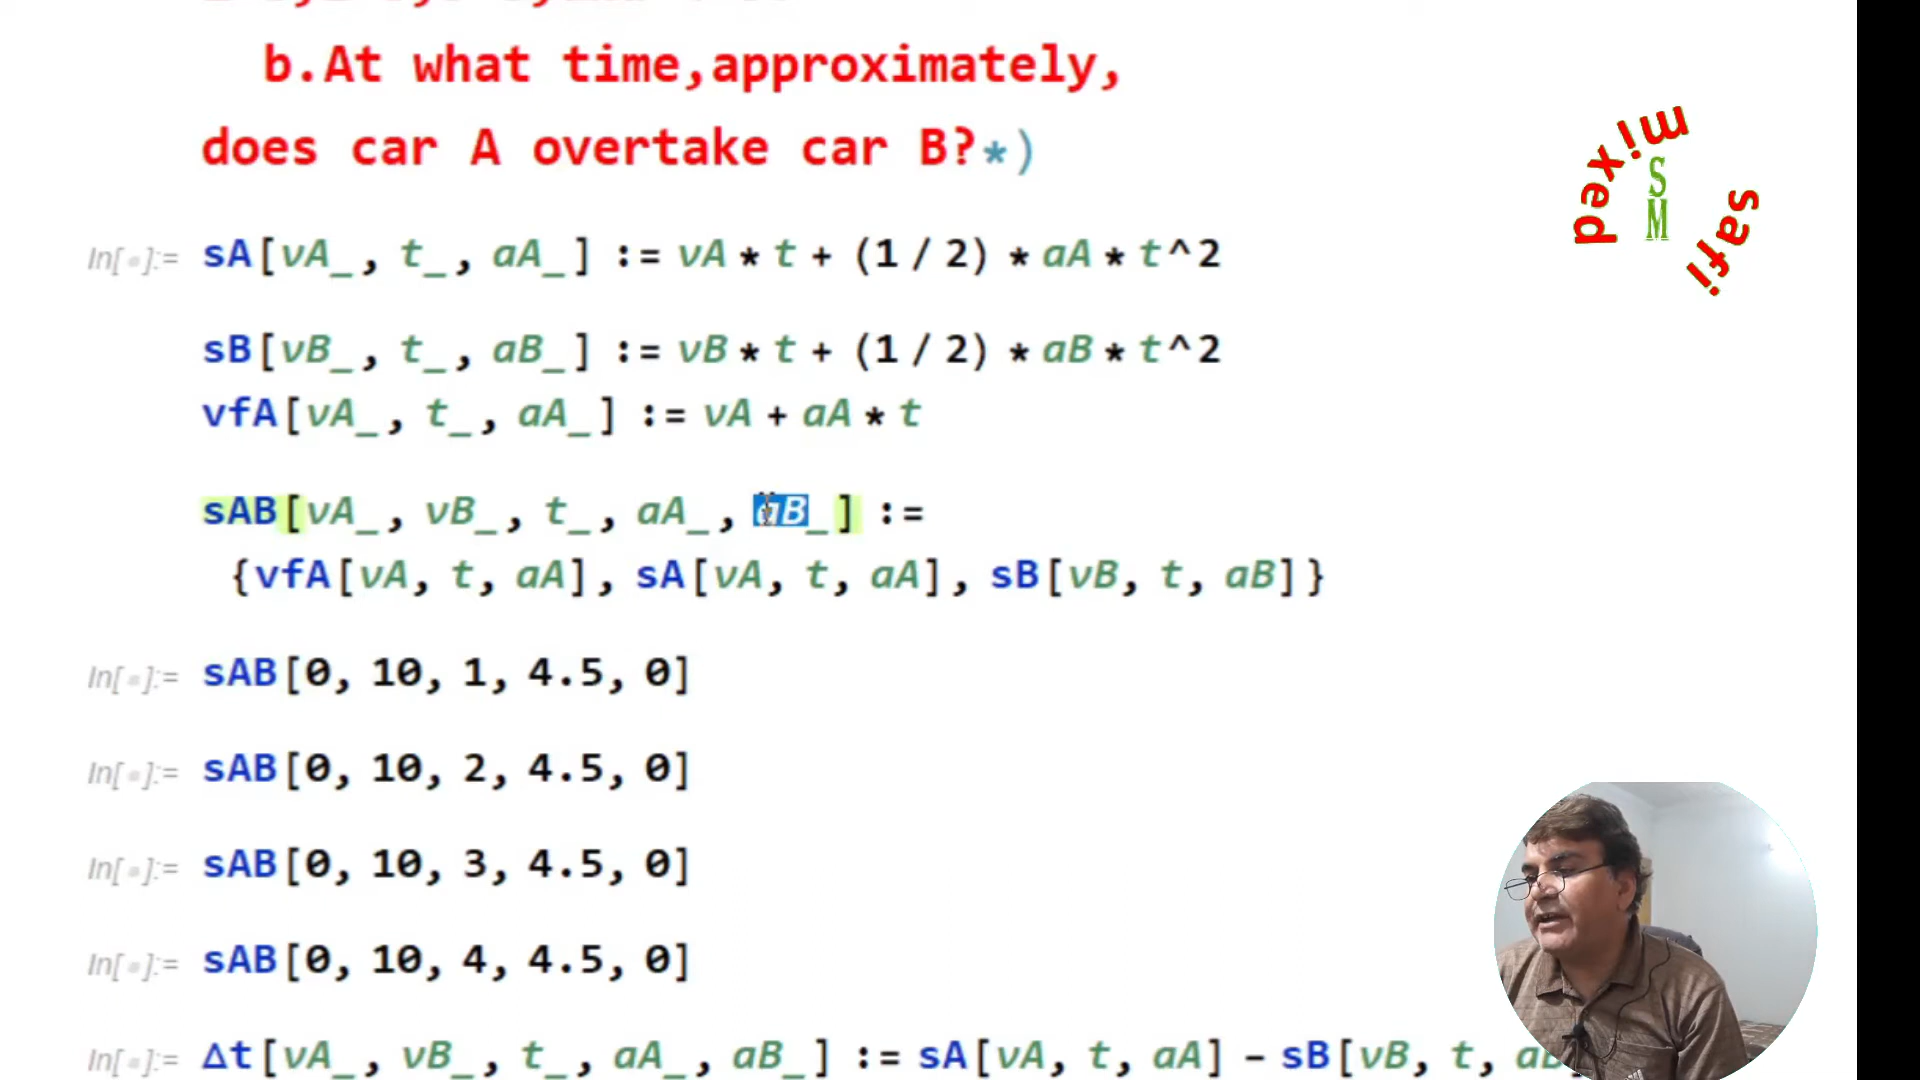 b.At what time,approximately,
does car A overtake car B?*)
In[ ]:= sA[vA_, t_, aA_] := vA * t + (1 / 2) * aA * t^2
sB[vB_, t_, aB_] := vB * t + (1 / 2) * aB * t^2
vfA[vA_, t_, aA_] := vA + aA * t
sAB[vA_, vB_, t_, aA_, aB_] :=
{vfA[vA, t, aA], sA[vA, t, aA], sB[vB, t, aB]}
In[ ]:= sAB[0, 10, 1, 4.5, 0]
In[ ]:= sAB[0, 10, 2, 4.5, 0]
In[ ]:= sAB[0, 10, 3, 4.5, 0]
In[ ]:= sAB[0, 10, 4, 4.5, 0]
In[ ]:= Δt[vA_, vB_, t_, aA_, aB_] := sA[vA, t, aA] - sB[vB, t, aB]
mixed
SM
safi